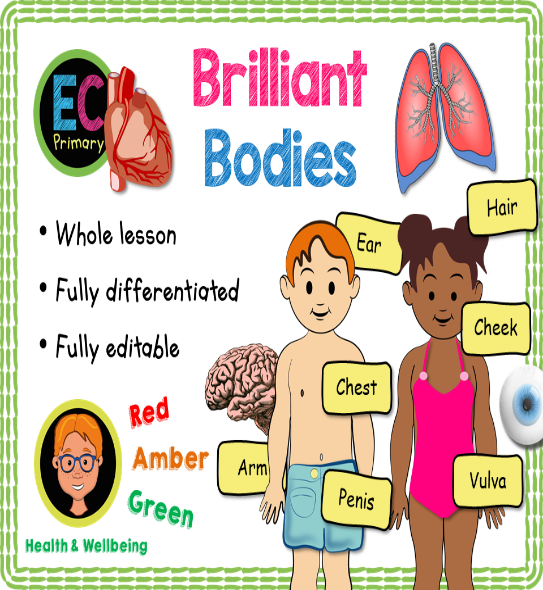 EC
Primary
Brilliant
Bodies
Hair
Ear
• Whole lesson
• Fully differentiated
Cheek
• Fully editable
Chest
Red
Amber
Arm
Vulva
Penis
Green
Health & Wellbeing